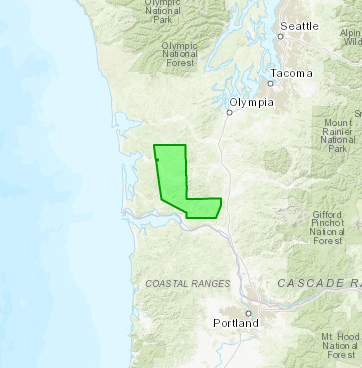 Olympic
National
Park
Seattle
Olympic
National
Forest
Alpin
Wild
Tacoma
Olympia
Mount
Rainier
National
Park
Gifford
Pinchot
National
Forest
COASTAL RANGES
CASCADE RA
Portland
Mt. Hood
National
Forest